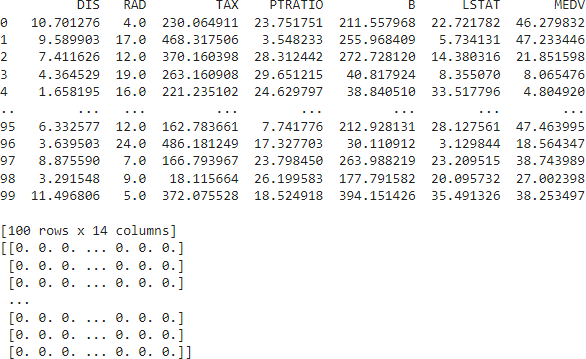 DIS RAD TAX PTRATIO B LSTAT MEDV
0 10.701276 4.0 230.064911 23.751751 211.557968 22.721782 46.279832
1 9.589903 17.0 468.317506 3.548233 255.968409 5.734131 47.233446
2 7.411626 12.0 370.160398 28.312442 272.728120 14.380316 21.851598
3 4.364529 19.0 263.160908 29.651215 40.817924 8.355070 8.065476
4 1.658195 16.0 221.235102 24.629797 38.840510 33.517796 4.804920
.. ... ... ... ... ... ... ...
95 6.332577 12.0 162.783661 7.741776 212.928131 28.127561 47.463995
96 3.639503 24.0 486.181249 17.327703 30.110912 3.129844 18.564347
97 8.875590 7.0 166.793967 23.798450 263.988219 23.209515 38.743989
98 3.291548 9.0 18.115664 26.199583 177.791582 20.095732 27.002398
99 11.496806 5.0 372.075528 18.524918 394.151426 35.491326 38.253497
[100 rows x 14 columns]
[[0. 0. 0. ... 0. 0. 0.]
[0. 0. 0. ... 0. 0. 0.]
[0. 0. 0. ... 0. 0. 0.]
...
[0. 0. 0. ... 0. 0. 0.]
[0. 0. 0. ... 0. 0. 0.]
[0. 0. 0. ... 0. 0. 0.]]